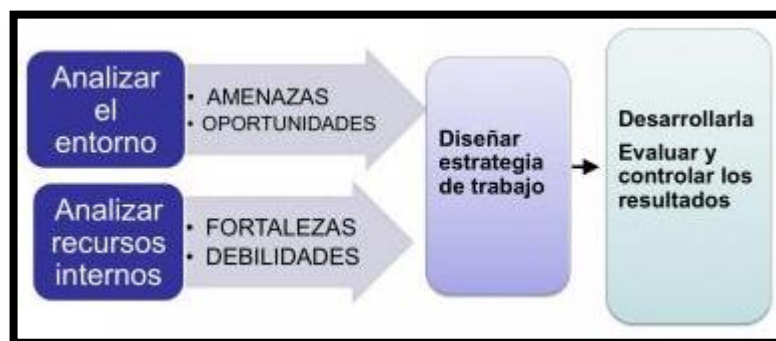 Analizar
el
entorno
• AMENAZAS
• OPORTUNIDADES
Analizar
recursos
internos
• FORTALEZAS
• DEBILIDADES
Diseñar
estrategia
de trabajo
Desarrollarla
Evaluar y
controlar los
resultados